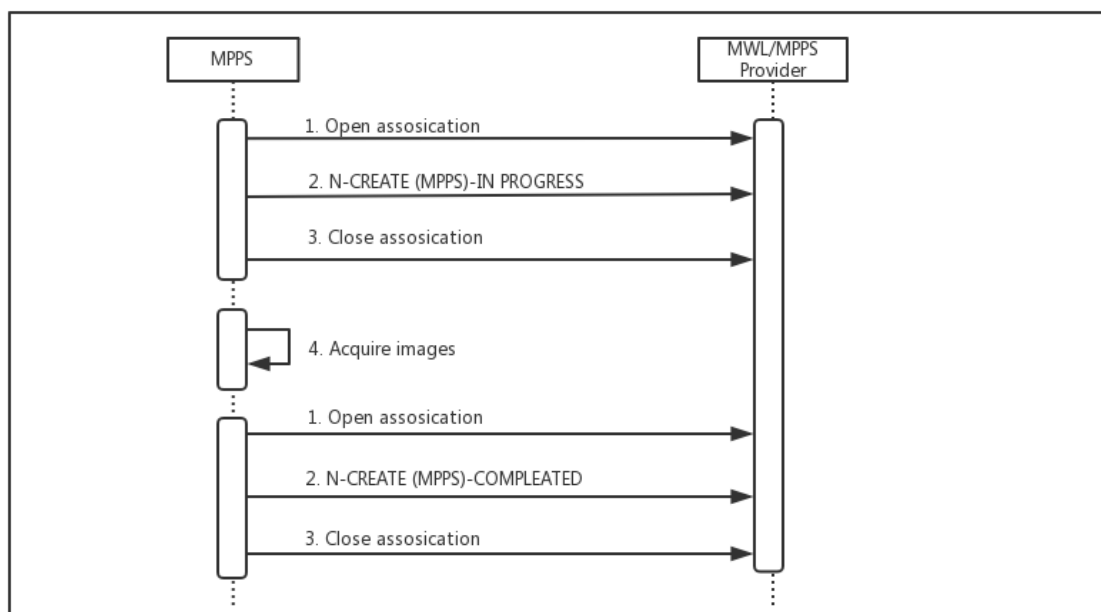 MPPS
MWL/MPPS
Provider
1. Open assosication
2. N-CREATE (MPPS)-IN PROGRESS
3. Close assosication
4. Acquire images
1. Open assosication
2. N-CREATE (MPPS)-COMPLEATED
3. Close assosication